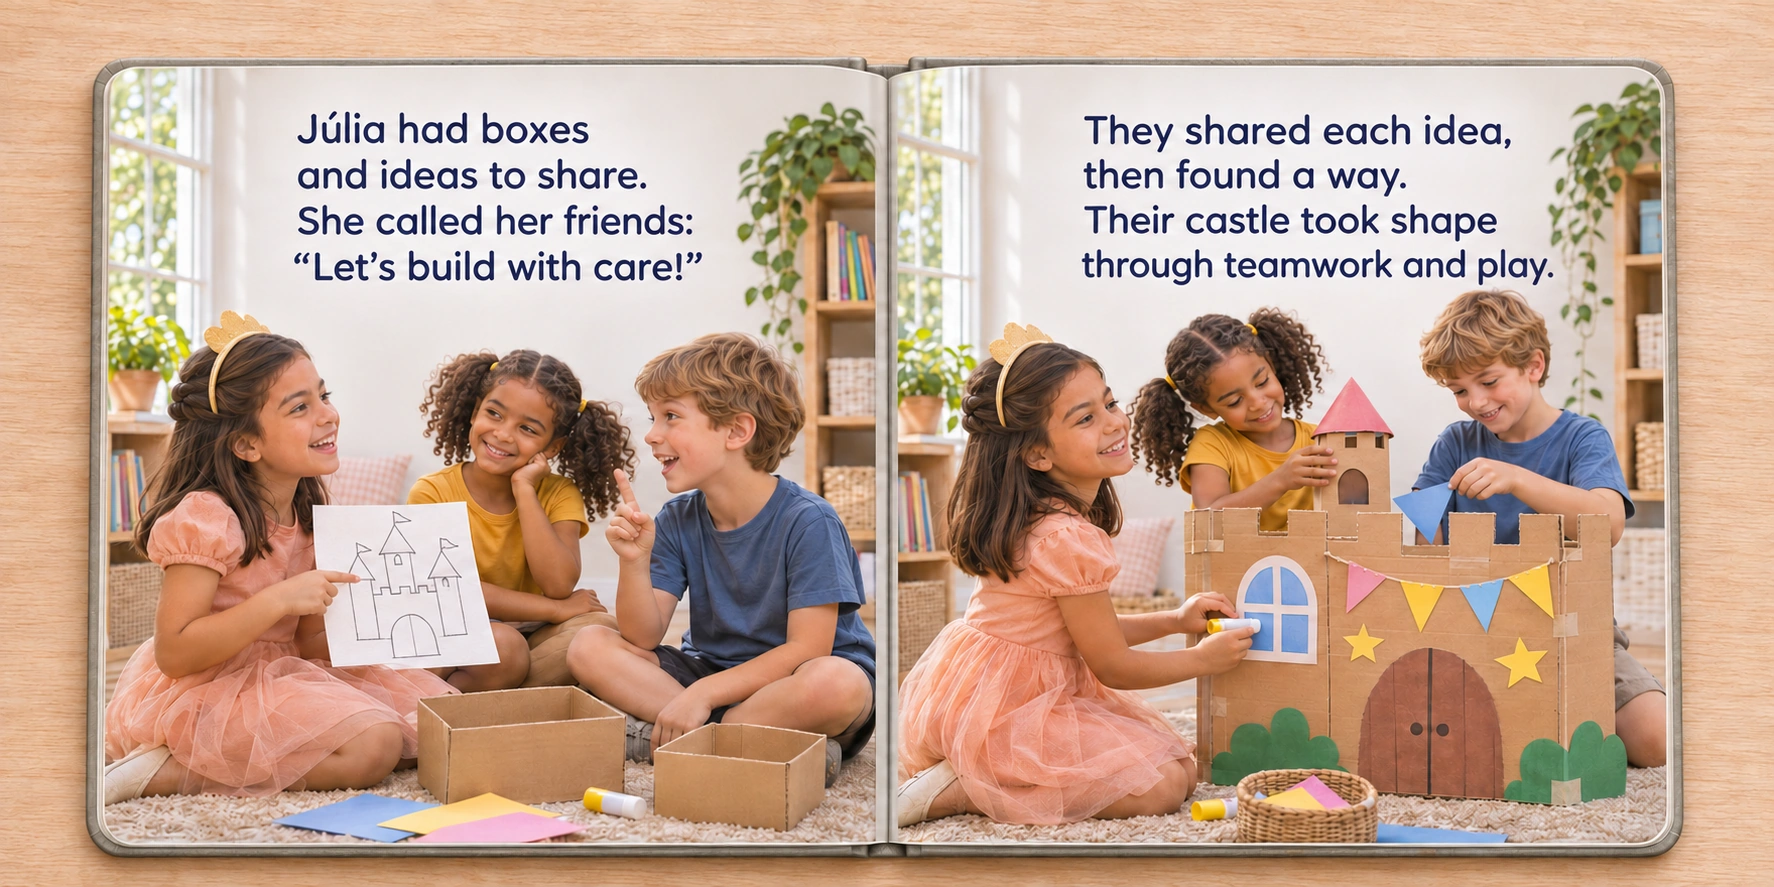 Júlia had boxes
and ideas to share.
She called her friends:
“Let’s build with care!”
They shared each idea,
then found a way.
Their castle took shape
through teamwork and play.